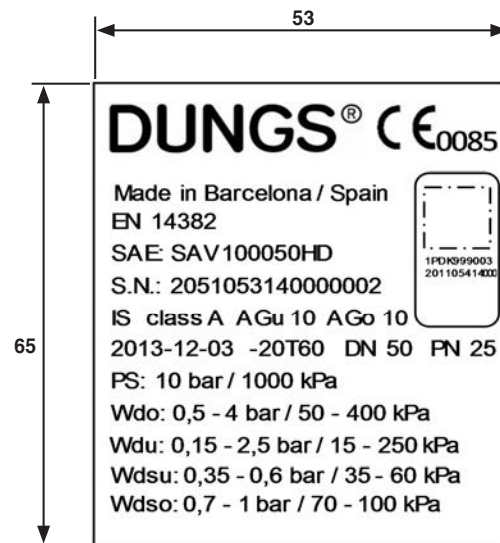 53
65
DUNGS® CE0085
Made in Barcelona / Spain
EN 14382
SAE: SAV100050HD
S.N.: 2051053140000002
1PDK999003
201105414000
IS class A AGu 10 AGo 10
2013-12-03 -20T60 DN 50 PN 25
PS: 10 bar / 1000 kPa
Wdo: 0,5 - 4 bar / 50 - 400 kPa
Wdu: 0,15 - 2,5 bar / 15 - 250 kPa
Wdsu: 0,35 - 0,6 bar / 35 - 60 kPa
Wdso: 0,7 - 1 bar / 70 - 100 kPa